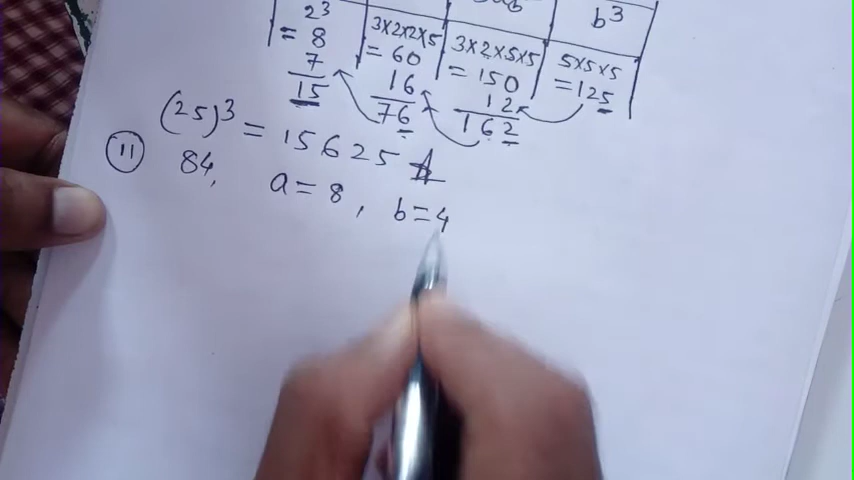 b³
2³ 3×2×2×5 3×2×5×5 5×5×5
= 8 = 60 = 150 = 125
7 16 12
15 76 162
(25)³ = 15625
(ii) 84, a = 8, b = 4